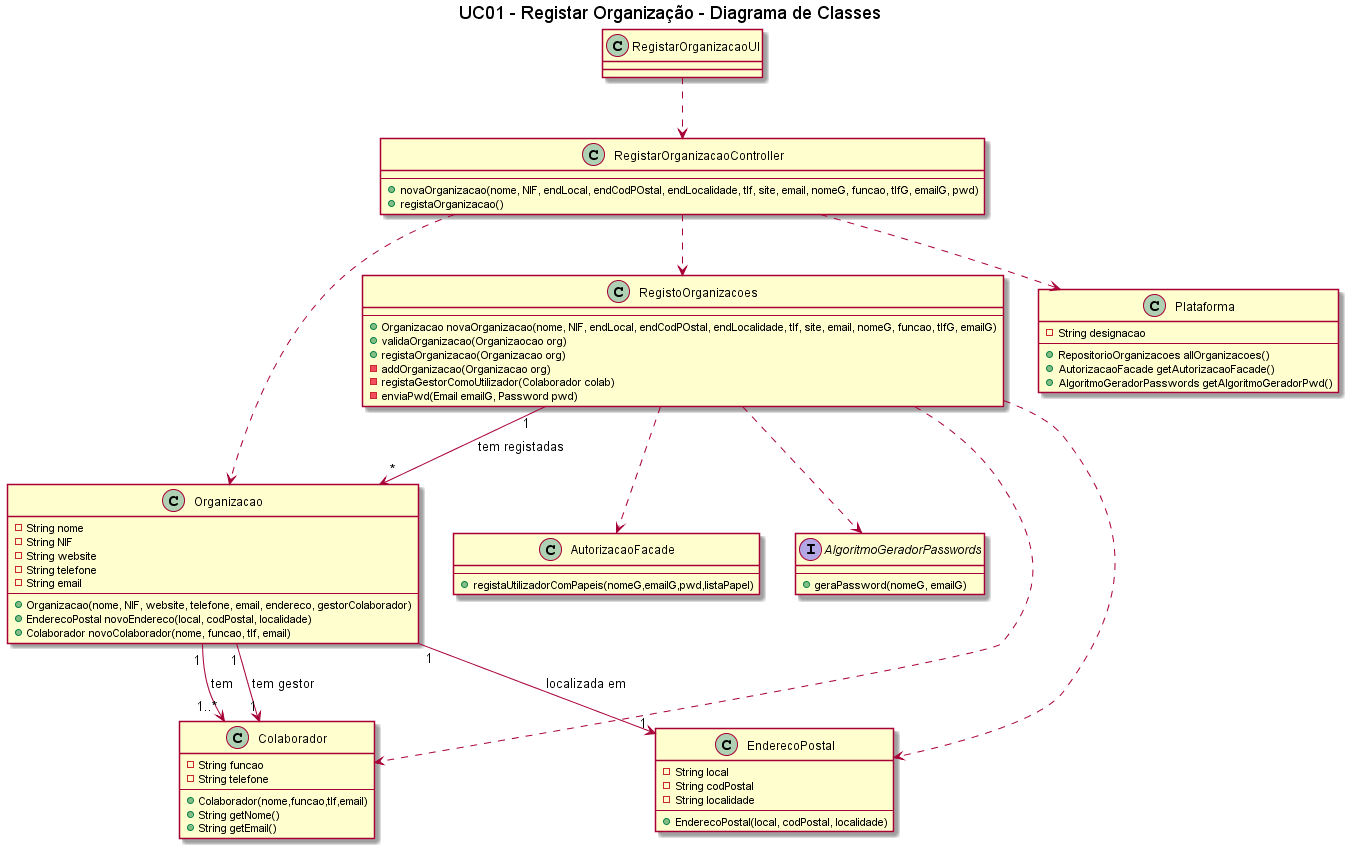 UC01 - Registar Organização - Diagrama de Classes
C RegistarOrganizacaoUI
C RegistarOrganizacaoController
novaOrganizacao(nome, NIF, endLocal, endCodPOstal, endLocalidade, tlf, site, email, nomeG, funcao, tlfG, emailG, pwd)
registaOrganizacao()
C RegistoOrganizacoes
Organizacao novaOrganizacao(nome, NIF, endLocal, endCodPOstal, endLocalidade, tlf, site, email, nomeG, funcao, tlfG, emailG)
validaOrganizacao(Organizaocao org)
registaOrganizacao(Organizacao org)
addOrganizacao(Organizacao org)
registaGestorComoUtilizador(Colaborador colab)
enviaPwd(Email emailG, Password pwd)
C Plataforma
String designacao
RepositorioOrganizacoes allOrganizacoes()
AutorizacaoFacade getAutorizacaoFacade()
AlgoritmoGeradorPasswords getAlgoritmoGeradorPwd()
1
tem registadas
*
C Organizacao
String nome
String NIF
String website
String telefone
String email
Organizacao(nome, NIF, website, telefone, email, endereco, gestorColaborador)
EnderecoPostal novoEndereco(local, codPostal, localidade)
Colaborador novoColaborador(nome, funcao, tlf, email)
C AutorizacaoFacade
registaUtilizadorComPapeis(nomeG,emailG,pwd,listaPapel)
I AlgoritmoGeradorPasswords
geraPassword(nomeG, emailG)
1
tem
1..*
1
tem gestor
1
1
localizada em
1
C Colaborador
String funcao
String telefone
Colaborador(nome,funcao,tlf,email)
String getNome()
String getEmail()
C EnderecoPostal
String local
String codPostal
String localidade
EnderecoPostal(local, codPostal, localidade)